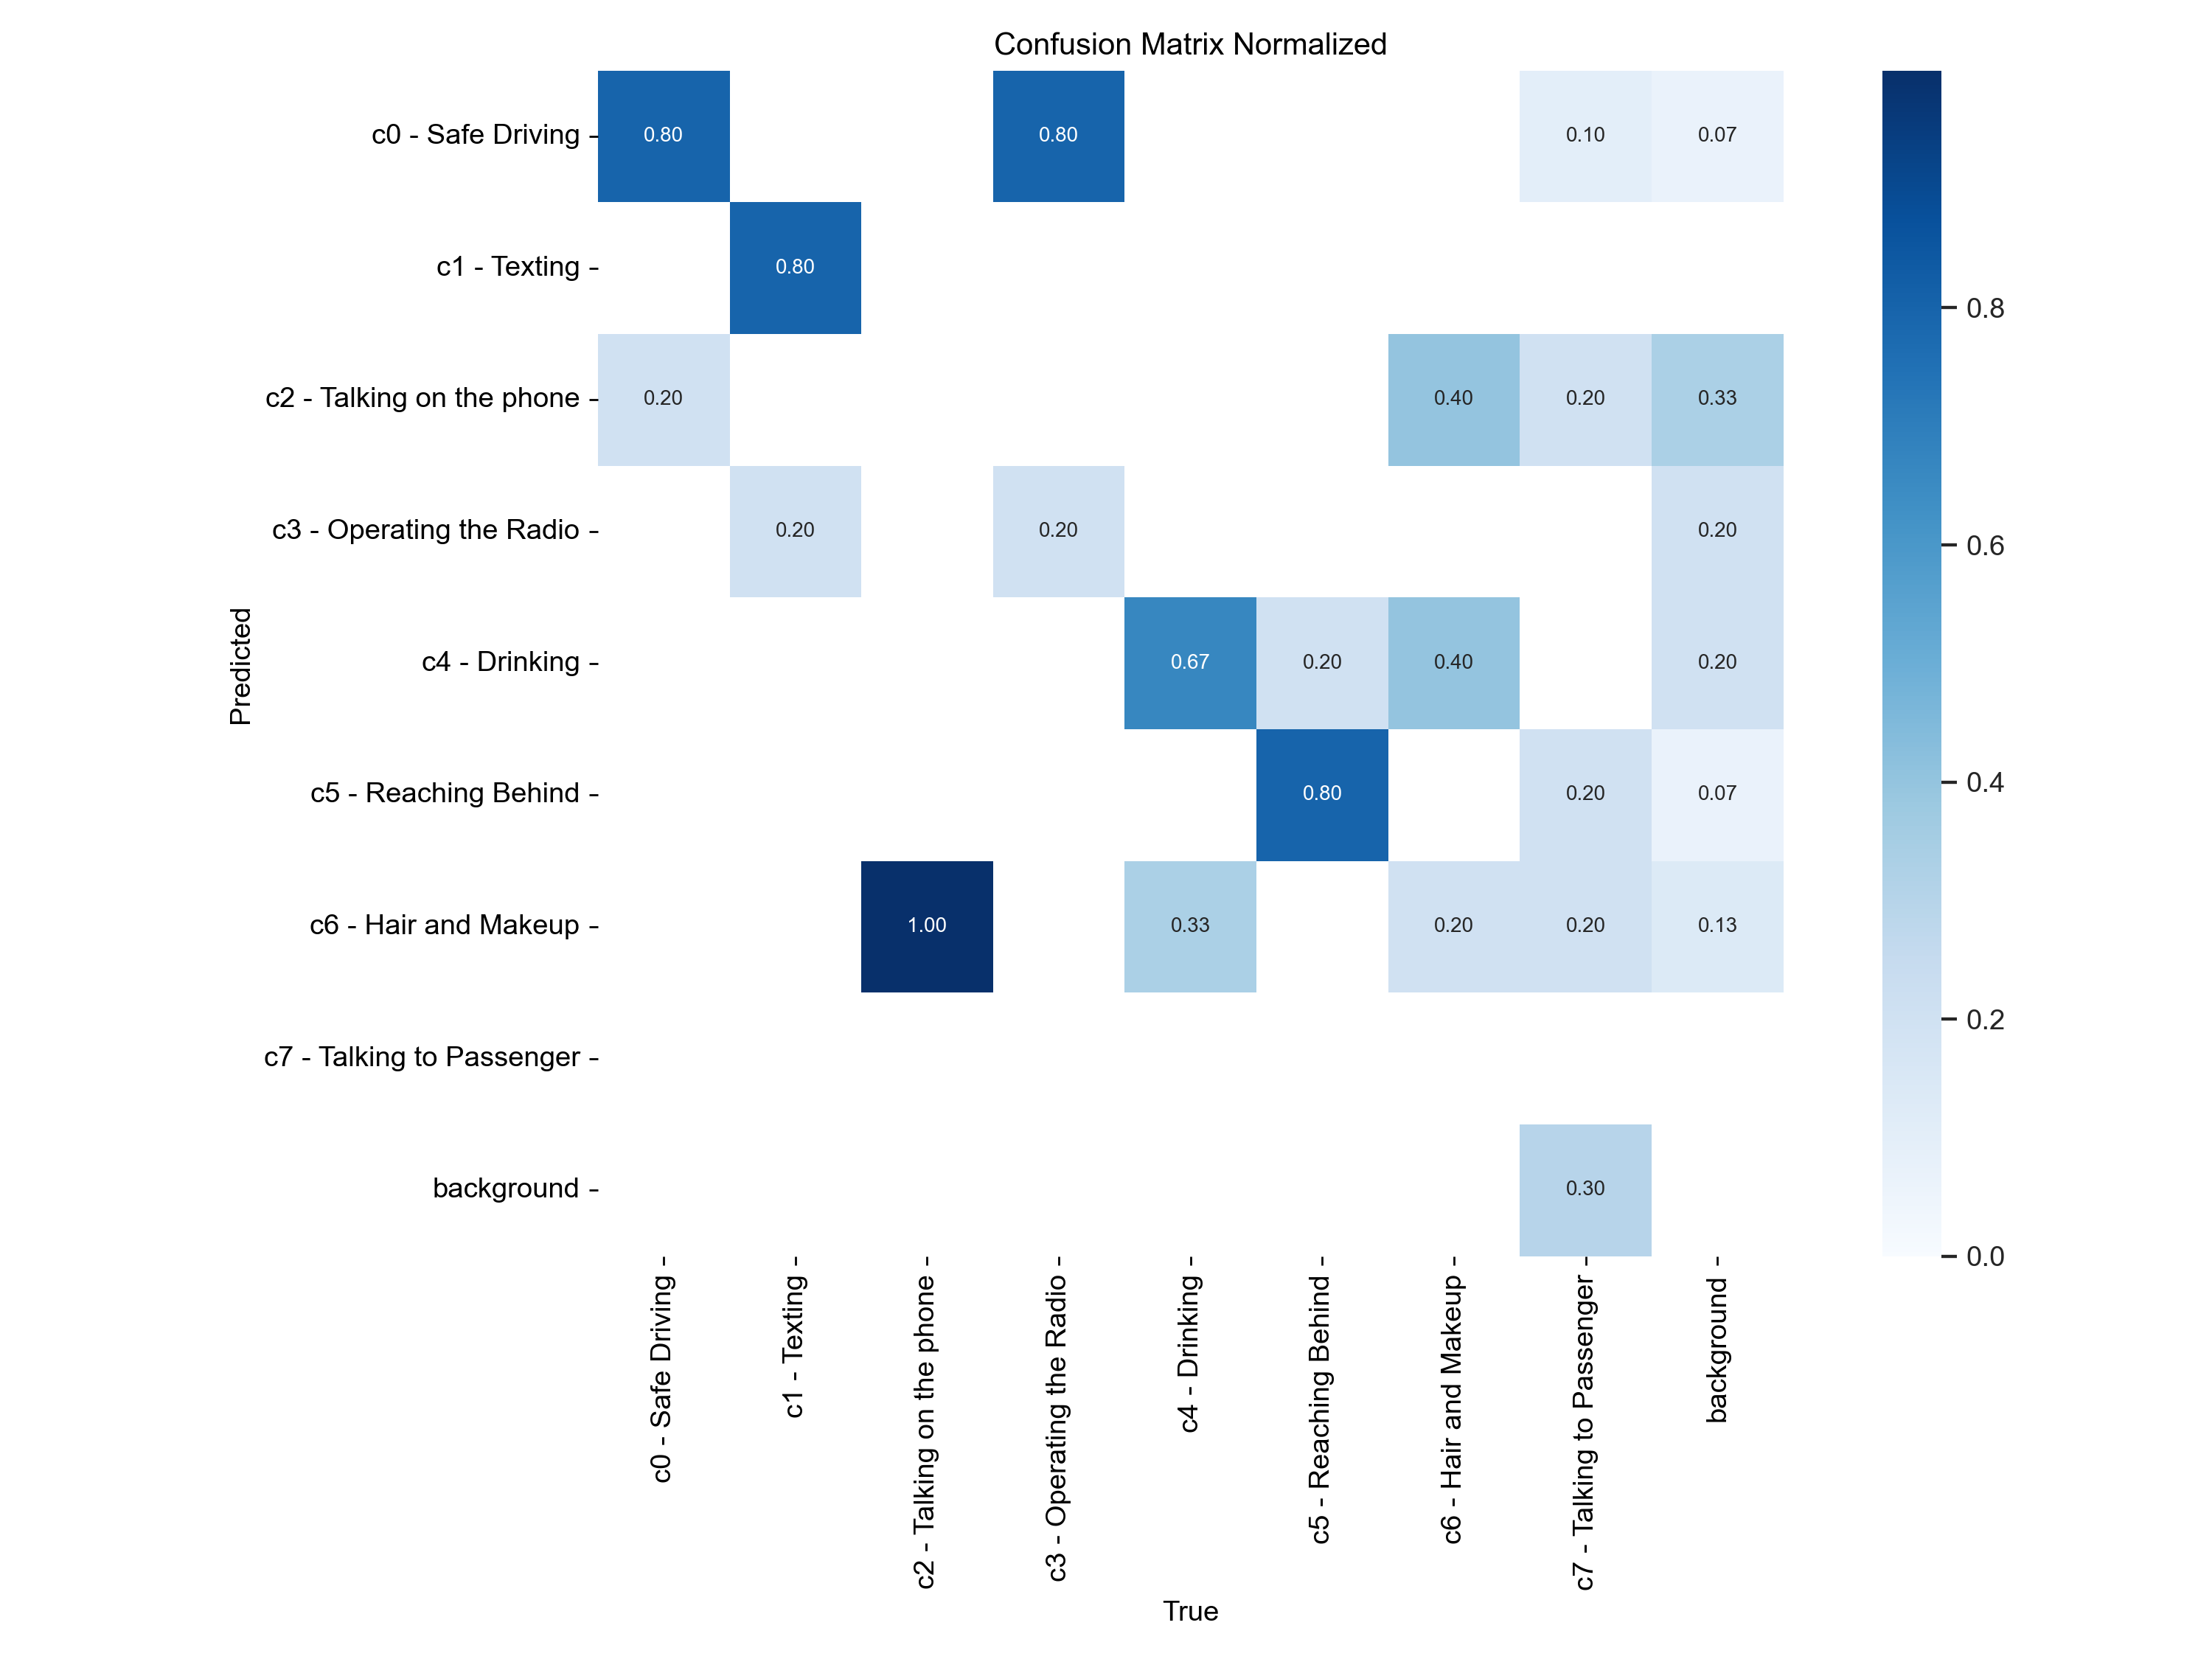 Confusion Matrix Normalized
c0 - Safe Driving
0.80
0.80
0.10
0.07
c1 - Texting
0.80
c2 - Talking on the phone
0.20
0.40
0.20
0.33
c3 - Operating the Radio
0.20
0.20
0.20
c4 - Drinking
0.67
0.20
0.40
0.20
c5 - Reaching Behind
0.80
0.20
0.07
c6 - Hair and Makeup
1.00
0.33
0.20
0.20
0.13
c7 - Talking to Passenger
background
0.30
Predicted
c0 - Safe Driving
c1 - Texting
c2 - Talking on the phone
c3 - Operating the Radio
c4 - Drinking
c5 - Reaching Behind
c6 - Hair and Makeup
c7 - Talking to Passenger
background
True
0.8
0.6
0.4
0.2
0.0